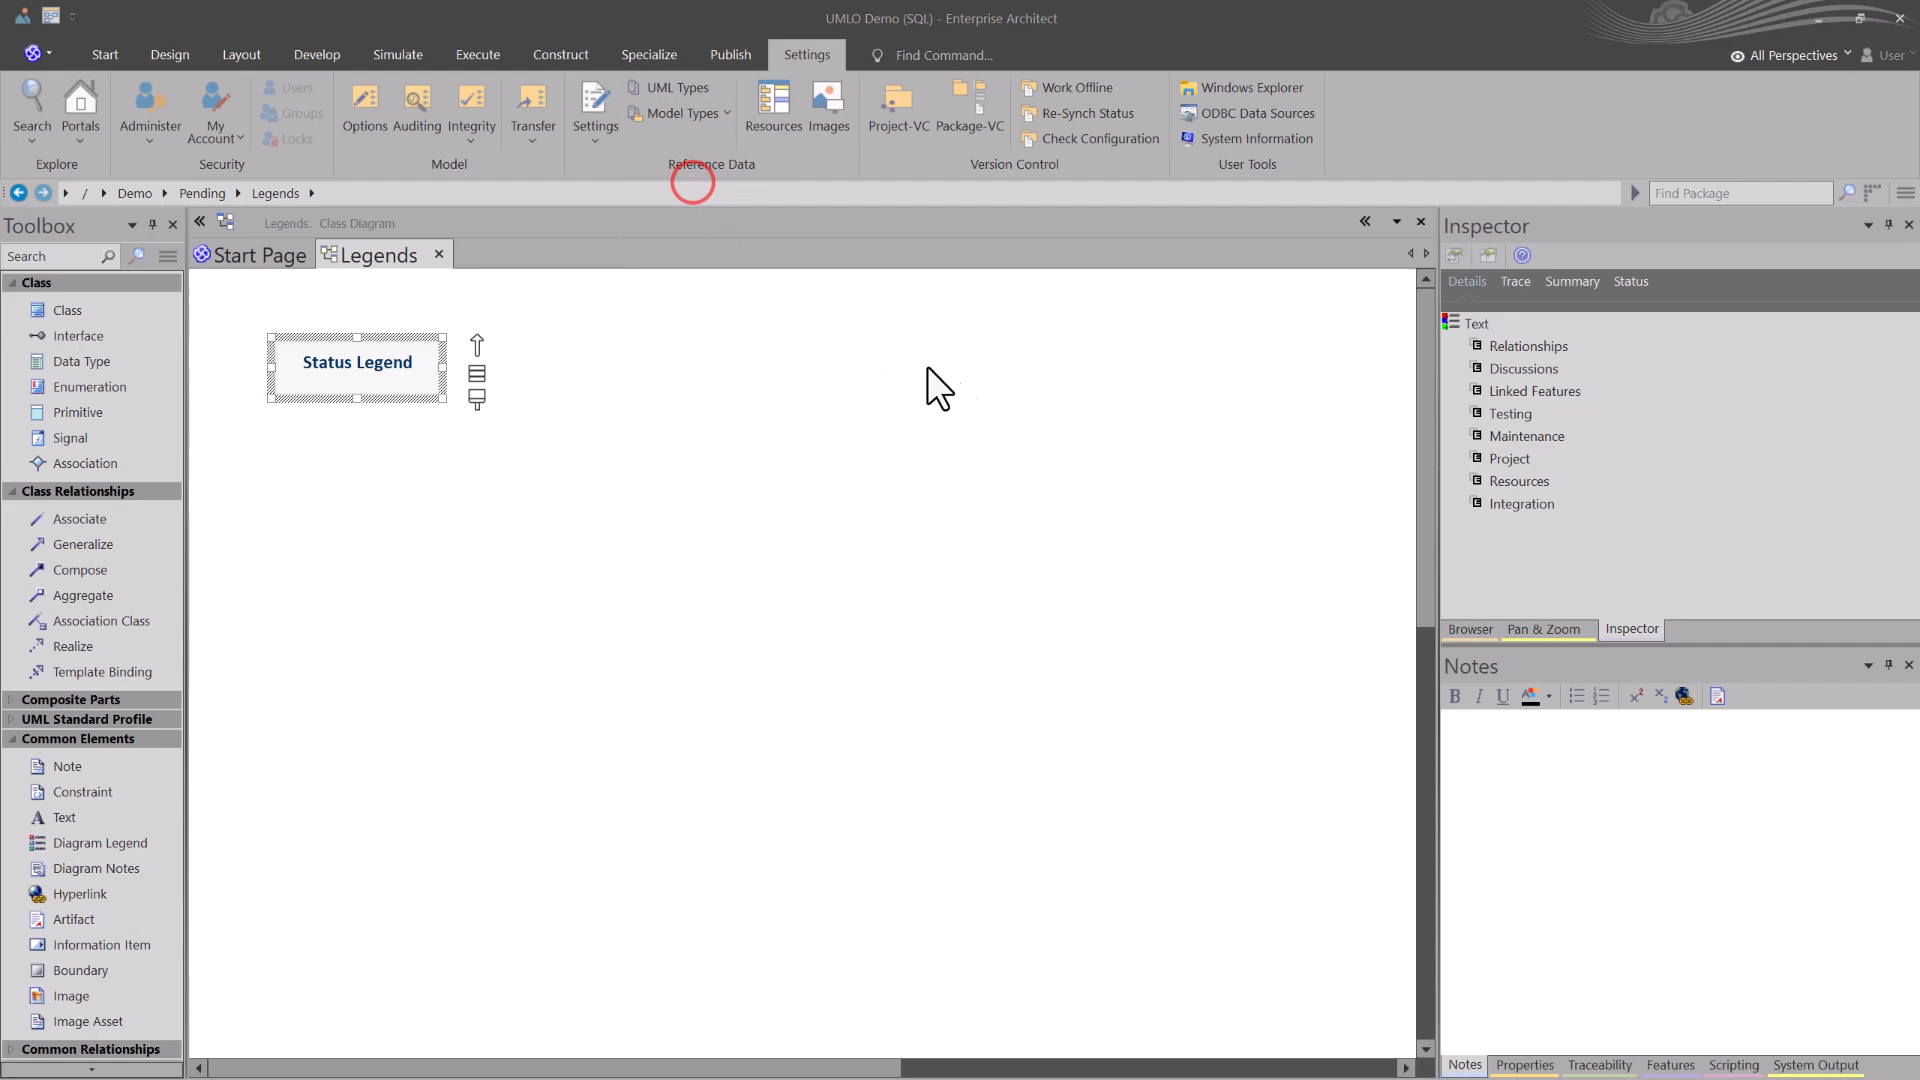 UMLO Demo (SQL) - Enterprise Architect
Start Design Layout Develop Simulate Execute Construct Specialize Publish Settings Find Command... All Perspectives User
Search Portals Administer My Account Users Groups Locks Options Auditing Integrity Transfer Settings UML Types Model Types Resources Images Project-VC Package-VC Work Offline Re-Synch Status Check Configuration Windows Explorer ODBC Data Sources System Information
Explore Security Model Reference Data Version Control User Tools
/ Demo Pending Legends Find Package
Toolbox
Search
Class
Class
Interface
Data Type
Enumeration
Primitive
Signal
Association
Class Relationships
Associate
Generalize
Compose
Aggregate
Association Class
Realize
Template Binding
Composite Parts
UML Standard Profile
Common Elements
Note
Constraint
Text
Diagram Legend
Diagram Notes
Hyperlink
Artifact
Information Item
Boundary
Image
Image Asset
Common Relationships
Legends. Class Diagram
Start Page Legends
Status Legend
Inspector
Details Trace Summary Status
Text
Relationships
Discussions
Linked Features
Testing
Maintenance
Project
Resources
Integration
Browser Pan & Zoom Inspector
Notes
B I U
Notes Properties Traceability Features Scripting System Output